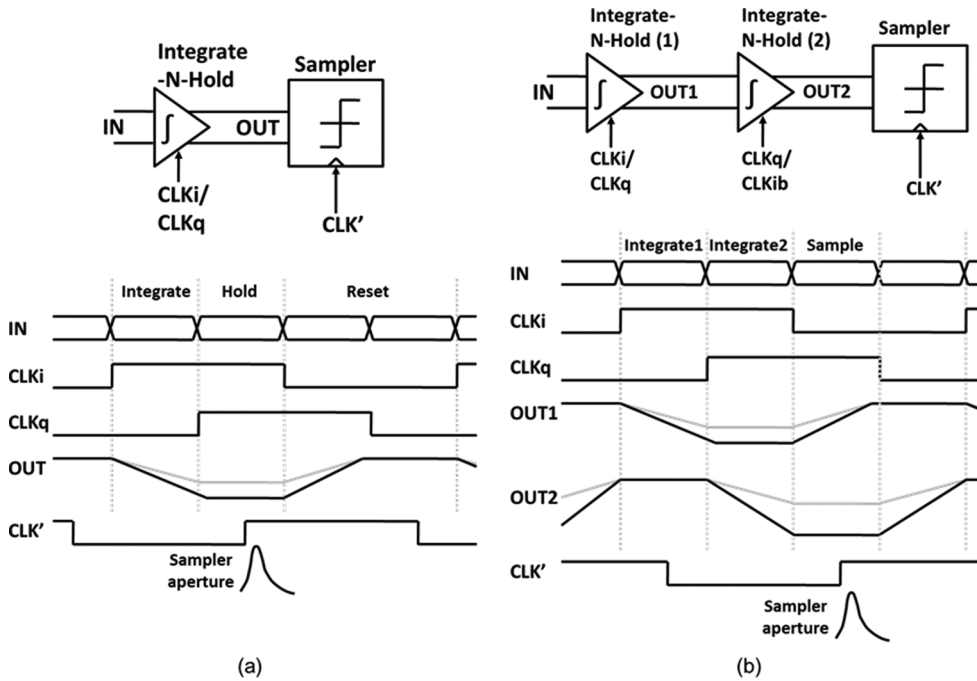 Integrate
-N-Hold
Sampler
IN
∫
OUT
CLKi/
CLKq
CLK'
Integrate
Hold
Reset
IN
CLKi
CLKq
OUT
CLK'
Sampler
aperture
(a)
Integrate-
N-Hold (1)
Integrate-
N-Hold (2)
Sampler
IN
∫
OUT1
∫
OUT2
CLKi/
CLKq
CLKq/
CLKib
CLK'
Integrate1
Integrate2
Sample
IN
CLKi
CLKq
OUT1
OUT2
CLK'
Sampler
aperture
(b)